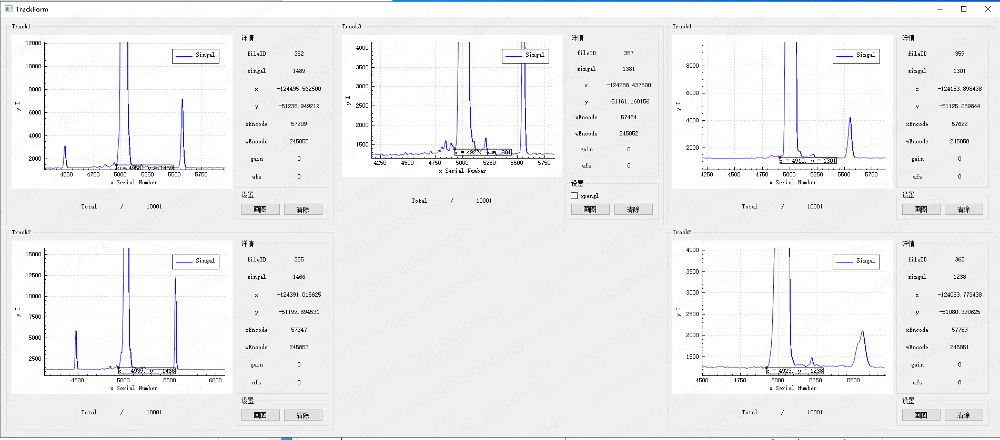 TrackForm
Track1
12000
10000
8000
6000
4000
2000
y I
Singal
x = 4958, y = 1489
4500
4750
5000
5250
5500
5750
x Serial Number
Total / 10001
详情
fileID 352
singal 1489
x -124495.562500
y -51235.949219
xEncode 57209
wEncode 245855
gain 0
afs 0
设置
画图 清除
Track3
4000
3500
3000
2500
2000
1500
y I
Singal
x = 4927, y = 1381
4250
4500
4750
5000
5250
5500
5750
x Serial Number
Total / 10001
详情
fileID 357
singal 1381
x -124288.437500
y -51161.160156
xEncode 57484
wEncode 245852
gain 0
afs 0
设置
opengl
画图 清除
Track4
8000
6000
4000
2000
y I
Singal
x = 4910, y = 1301
4250
4500
4750
5000
5250
5500
5750
x Serial Number
Total / 10001
详情
fileID 359
singal 1301
x -124183.898438
y -51125.089844
xEncode 57622
wEncode 245850
gain 0
afs 0
设置
画图 清除
Track2
15000
12500
10000
7500
5000
2500
y I
Singal
x = 4939, y = 1466
4500
5000
5500
6000
x Serial Number
Total / 10001
详情
fileID 355
singal 1466
x -124391.015625
y -51199.894531
xEncode 57347
wEncode 245853
gain 0
afs 0
设置
画图 清除
Track5
4000
3500
3000
2500
2000
1500
y I
Singal
x = 4923, y = 1238
4500
4750
5000
5250
5500
x Serial Number
Total / 10001
详情
fileID 362
singal 1238
x -124083.773438
y -51080.390625
xEncode 57759
wEncode 245851
gain 0
afs 0
设置
画图 清除